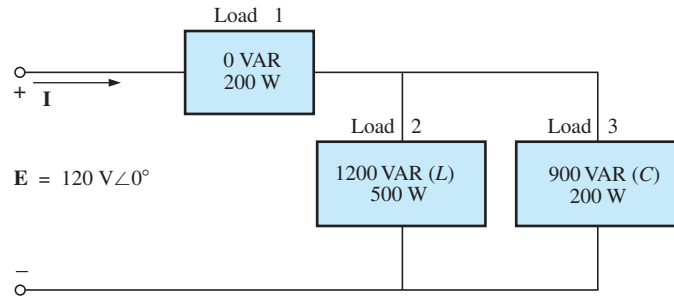 Load 1
0 VAR
200 W
+
I
Load 2
Load 3
1200 VAR (L)
500 W
900 VAR (C)
200 W
E = 120 V∠0°
−